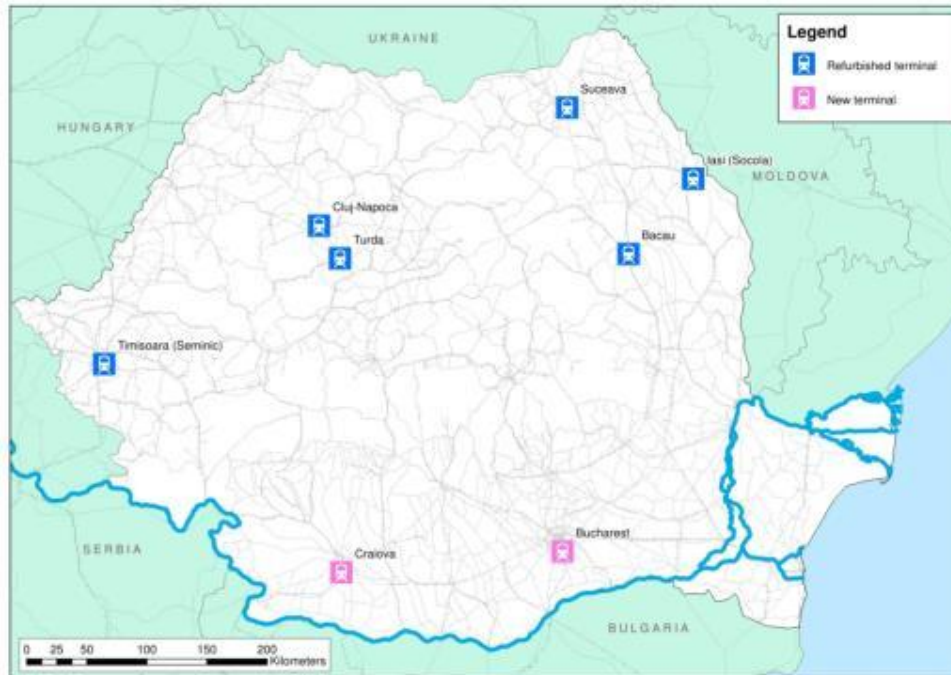 UKRAINE
Legend
Refurbished terminal
New terminal
Suceava
HUNGARY
Iasi (Socola)
MOLDOVA
Cluj-Napoca
Turda
Bacau
Timisoara (Seminic)
Bucharest
Craiova
SERBIA
BULGARIA
0 25 50 100 150 200
Kilometers